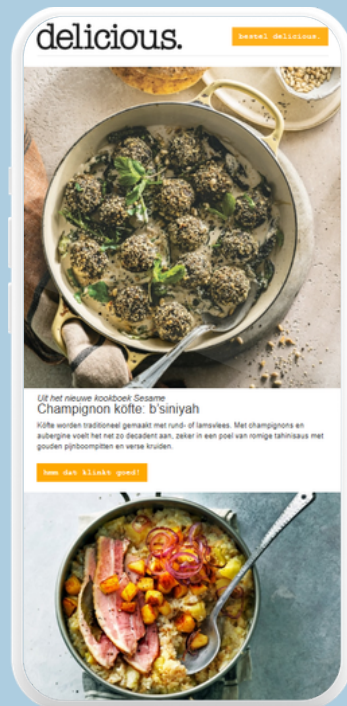 delicious.
bestel delicious.
Uit het nieuwe kookboek Sesame
Champignon köfte: b'siniyah
Köfte worden traditioneel gemaakt met rund- of lamsvlees. Met champignons en
aubergine voelt het net zo decadent aan, zeker in een poel van romige tahinisaus met
gouden pijnboompitten en verse kruiden.
hmm dat klinkt goed!